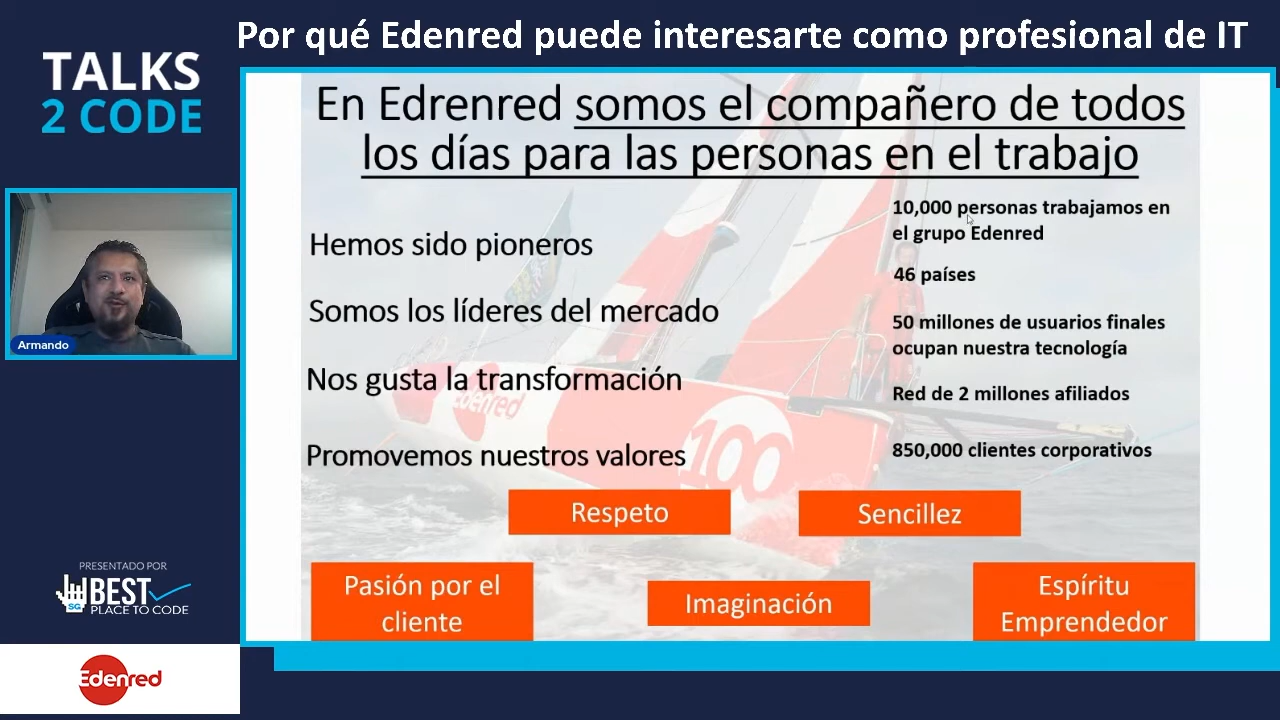 Por qué Edenred puede interesarte como profesional de IT
TALKS
2 CODE
Armando
PRESENTADO POR
SG
BEST
PLACE TO CODE
Edenred
En Edrenred somos el compañero de todos
los días para las personas en el trabajo
Hemos sido pioneros
Somos los líderes del mercado
Nos gusta la transformación
Promovemos nuestros valores
10,000 personas trabajamos en
el grupo Edenred
46 países
50 millones de usuarios finales
ocupan nuestra tecnología
Red de 2 millones afiliados
850,000 clientes corporativos
Edenred
100
Respeto
Sencillez
Pasión por el
cliente
Imaginación
Espíritu
Emprendedor